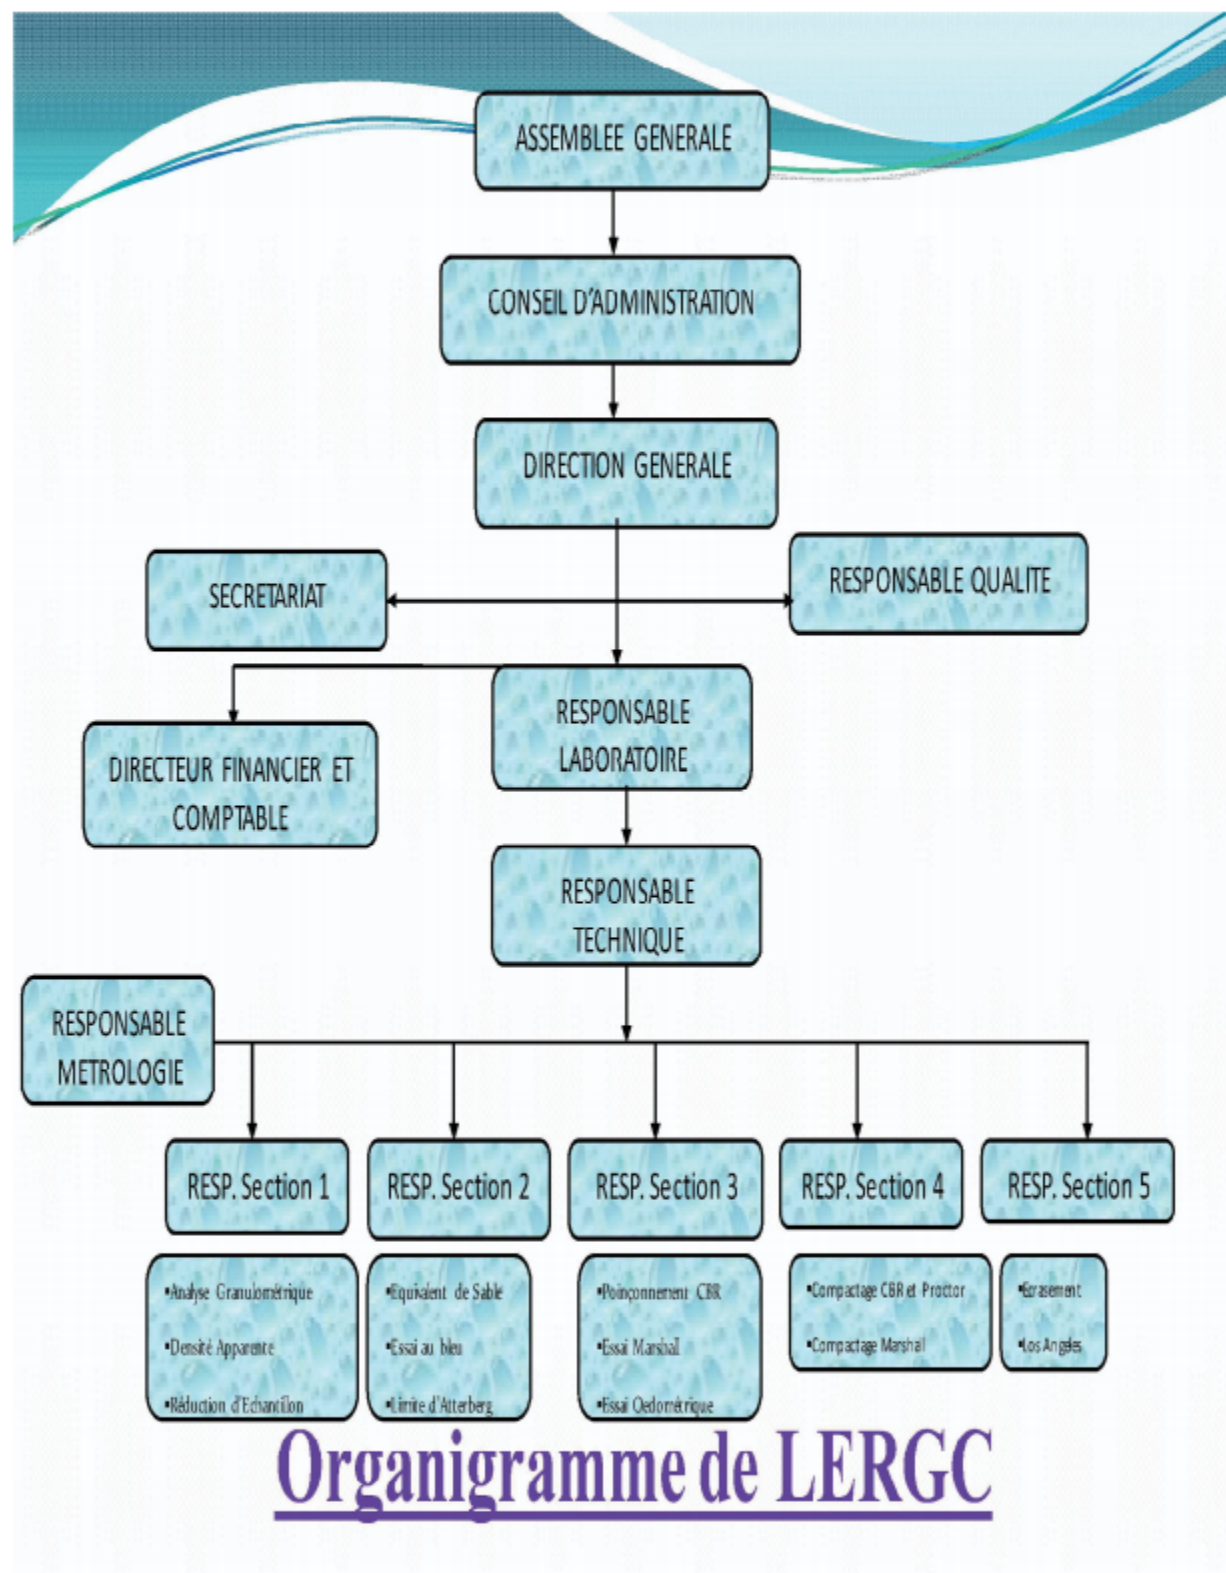 ASSEMBLEE GENERALE
CONSEIL D'ADMINISTRATION
DIRECTION GENERALE
SECRETARIAT
RESPONSABLE QUALITE
RESPONSABLE
LABORATOIRE
DIRECTEUR FINANCIER ET
COMPTABLE
RESPONSABLE
TECHNIQUE
RESPONSABLE
METROLOGIE
RESP. Section 1
RESP. Section 2
RESP. Section 3
RESP. Section 4
RESP. Section 5
▪Analyse Granulométrique
▪Densité Apparente
▪Réduction d'Echantillon
▪Equivalent de Sable
▪Essai au bleu
▪Limite d'Atterberg
▪Poinçonnement CBR
▪Essai Marshall
▪Essai Oedométrique
▪Compactage CBR et Proctor
▪Compactage Marshall
▪Ecrasement
▪Los Angeles
Organigramme de LERGC